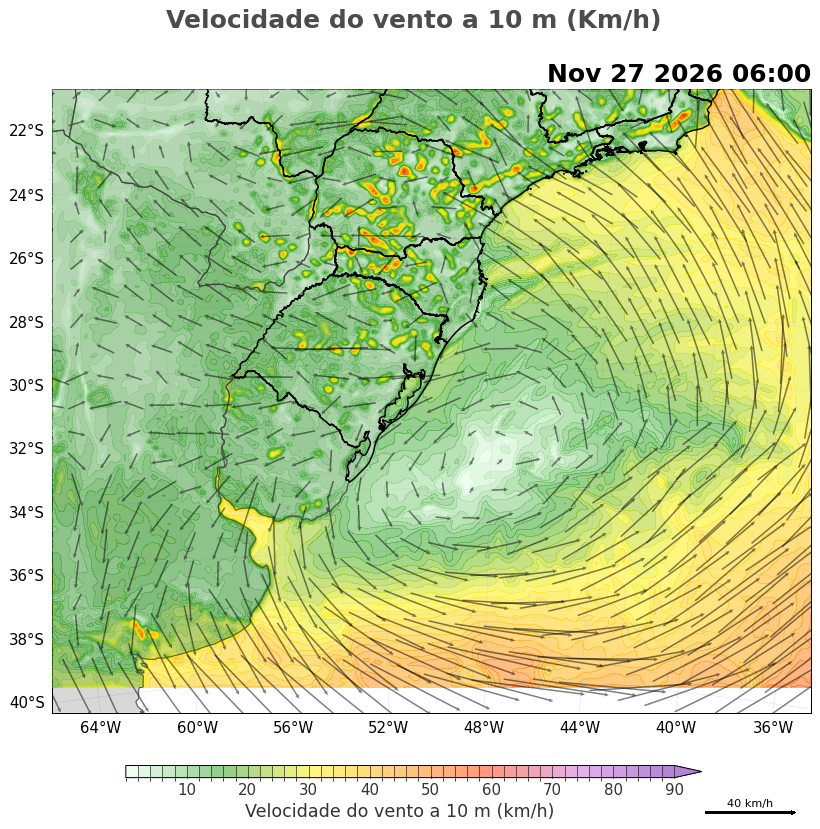 Velocidade do vento a 10 m (Km/h)
Nov 27 2026 06:00
22°S
24°S
26°S
28°S
30°S
32°S
34°S
36°S
38°S
40°S
64°W 60°W 56°W 52°W 48°W 44°W 40°W 36°W
10 20 30 40 50 60 70 80 90
Velocidade do vento a 10 m (km/h)
40 km/h